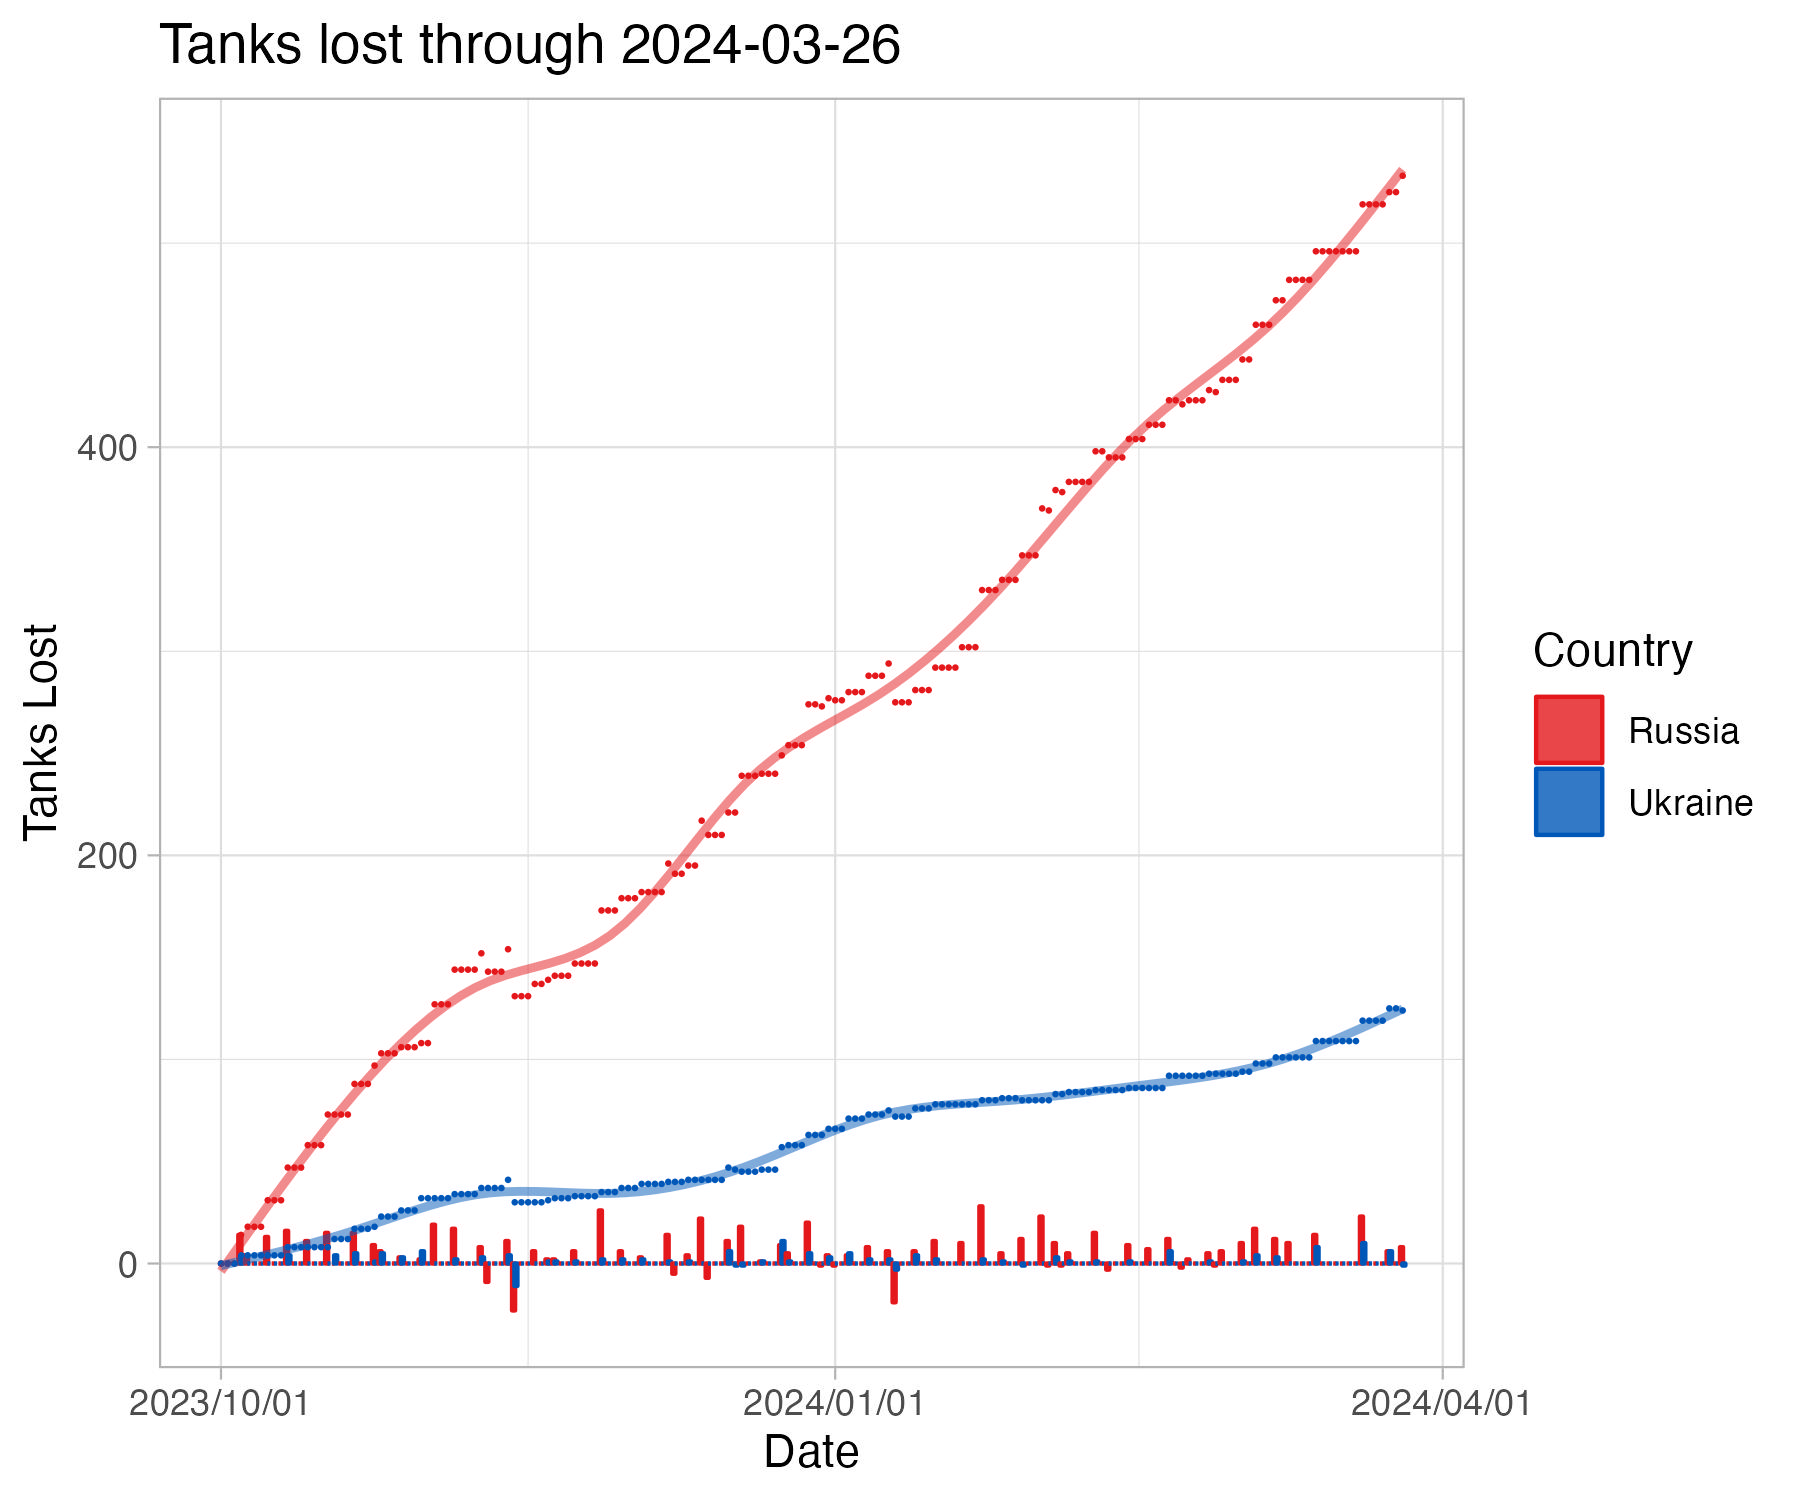 Tanks lost through 2024-03-26
Tanks Lost
400
200
0
2023/10/01
2024/01/01
2024/04/01
Date
Country
Russia
Ukraine